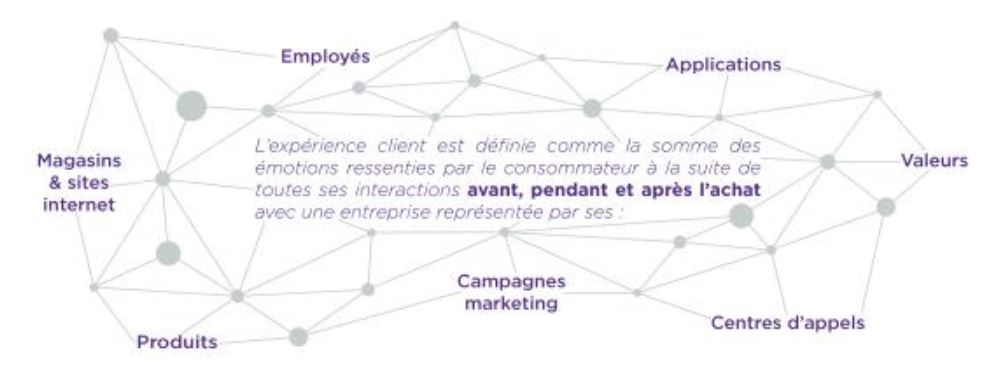 Employés
Applications
L'expérience client est définie comme la somme des
émotions ressenties par le consommateur à la suite de
toutes ses interactions avant, pendant et après l'achat
avec une entreprise représentée par ses :
Magasins
& sites
internet
Valeurs
Campagnes
marketing
Centres d'appels
Produits